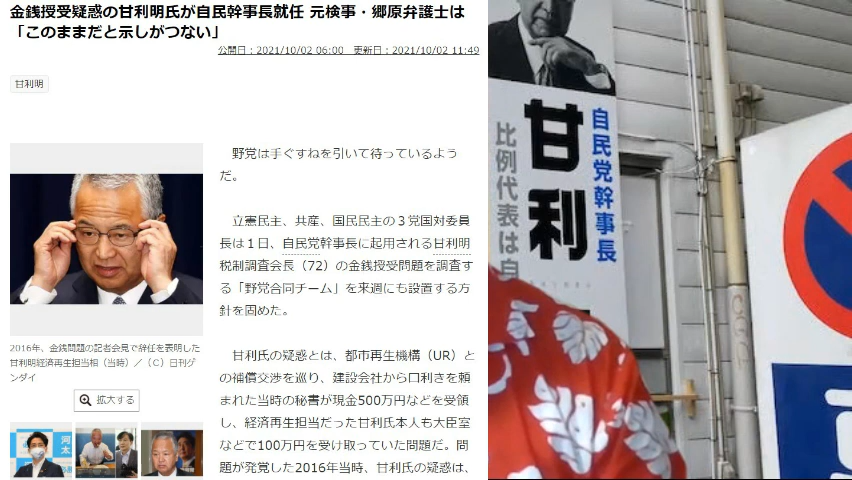 金銭授受疑惑の甘利明氏が自民幹事長就任 元検事・郷原弁護士は
「このままだと示しがつない」
公開日：2021/10/02 06:00　更新日：2021/10/02 11:49
甘利明
野党は手ぐすねを引いて待っているよう
だ。
立憲民主、共産、国民民主の３党国対委員
長は１日、自民党幹事長に起用される甘利明
税制調査会長（72）の金銭授受問題を調査す
る「野党合同チーム」を来週にも設置する方
針を固めた。
甘利氏の疑惑とは、都市再生機構（UR）と
の補償交渉を巡り、建設会社から口利きを頼
まれた当時の秘書が現金500万円などを受領
し、経済再生担当だった甘利氏本人も大臣室
などで100万円を受け取っていた問題だ。問
題が発覚した2016年当時、甘利氏の疑惑は、
2016年、金銭問題の記者会見で辞任を表明した
甘利明経済再生担当相（当時）／（Ｃ）日刊ゲ
ンダイ
拡大する
河
太
自民党幹事長
甘利
比例代表は自